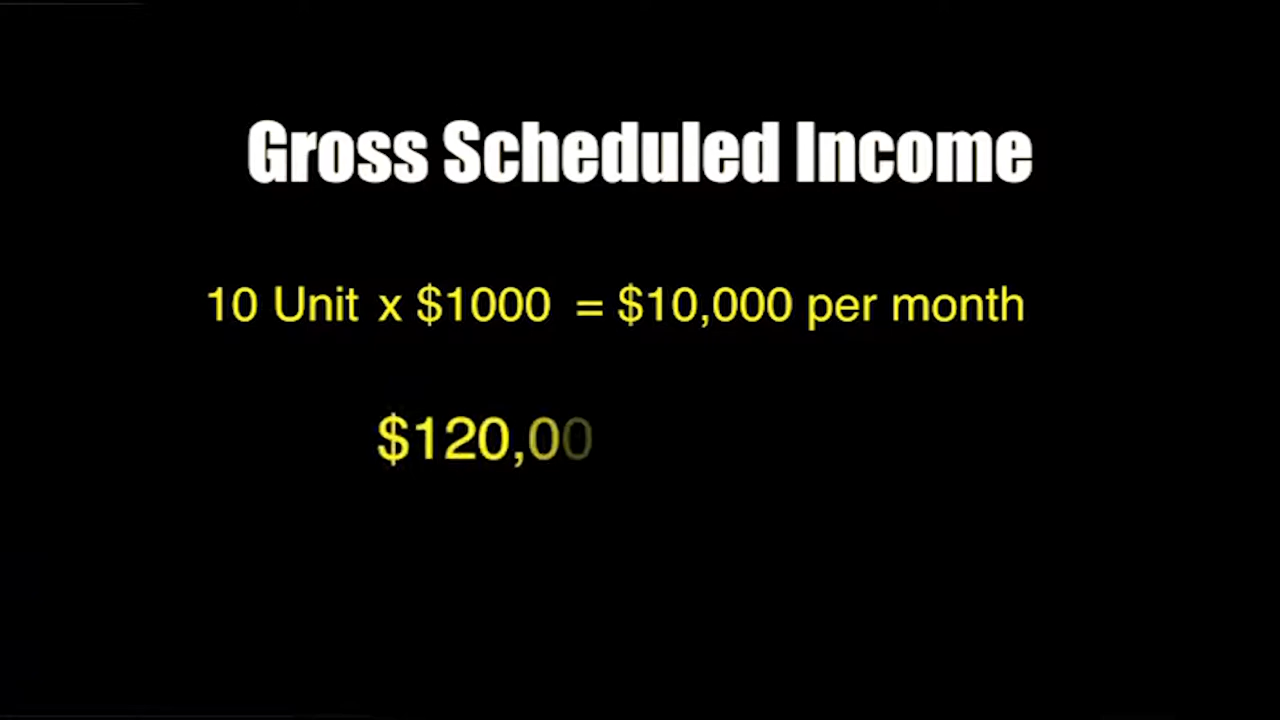 Gross Scheduled Income
10 Unit x $1000 = $10,000 per month
$120,00